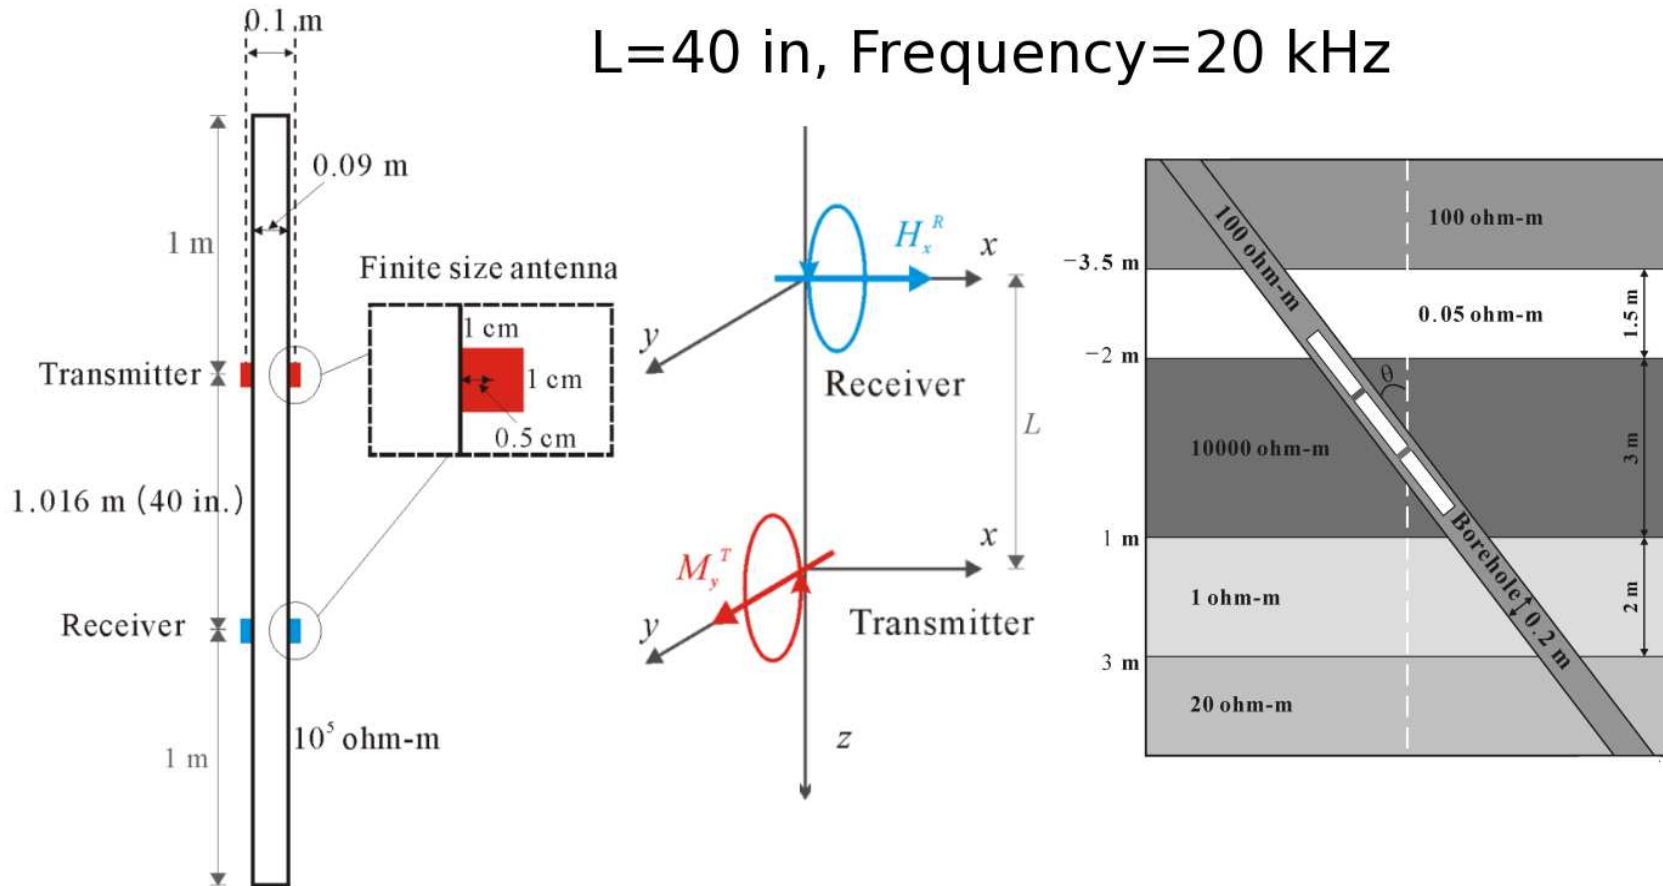 L=40 in, Frequency=20 kHz
0.1 m
0.09 m
1 m
Finite size antenna
1 cm
1 cm
0.5 cm
Transmitter
1.016 m (40 in.)
Receiver
10⁵ ohm-m
1 m
Hₓᴿ
x
y
Receiver
L
x
Mᵧᵀ
y
Transmitter
z
100 ohm-m
100 ohm-m
−3.5 m
0.05 ohm-m
1.5 m
−2 m
θ
10000 ohm-m
3 m
1 m
Borehole
0.2 m
1 ohm-m
2 m
3 m
20 ohm-m